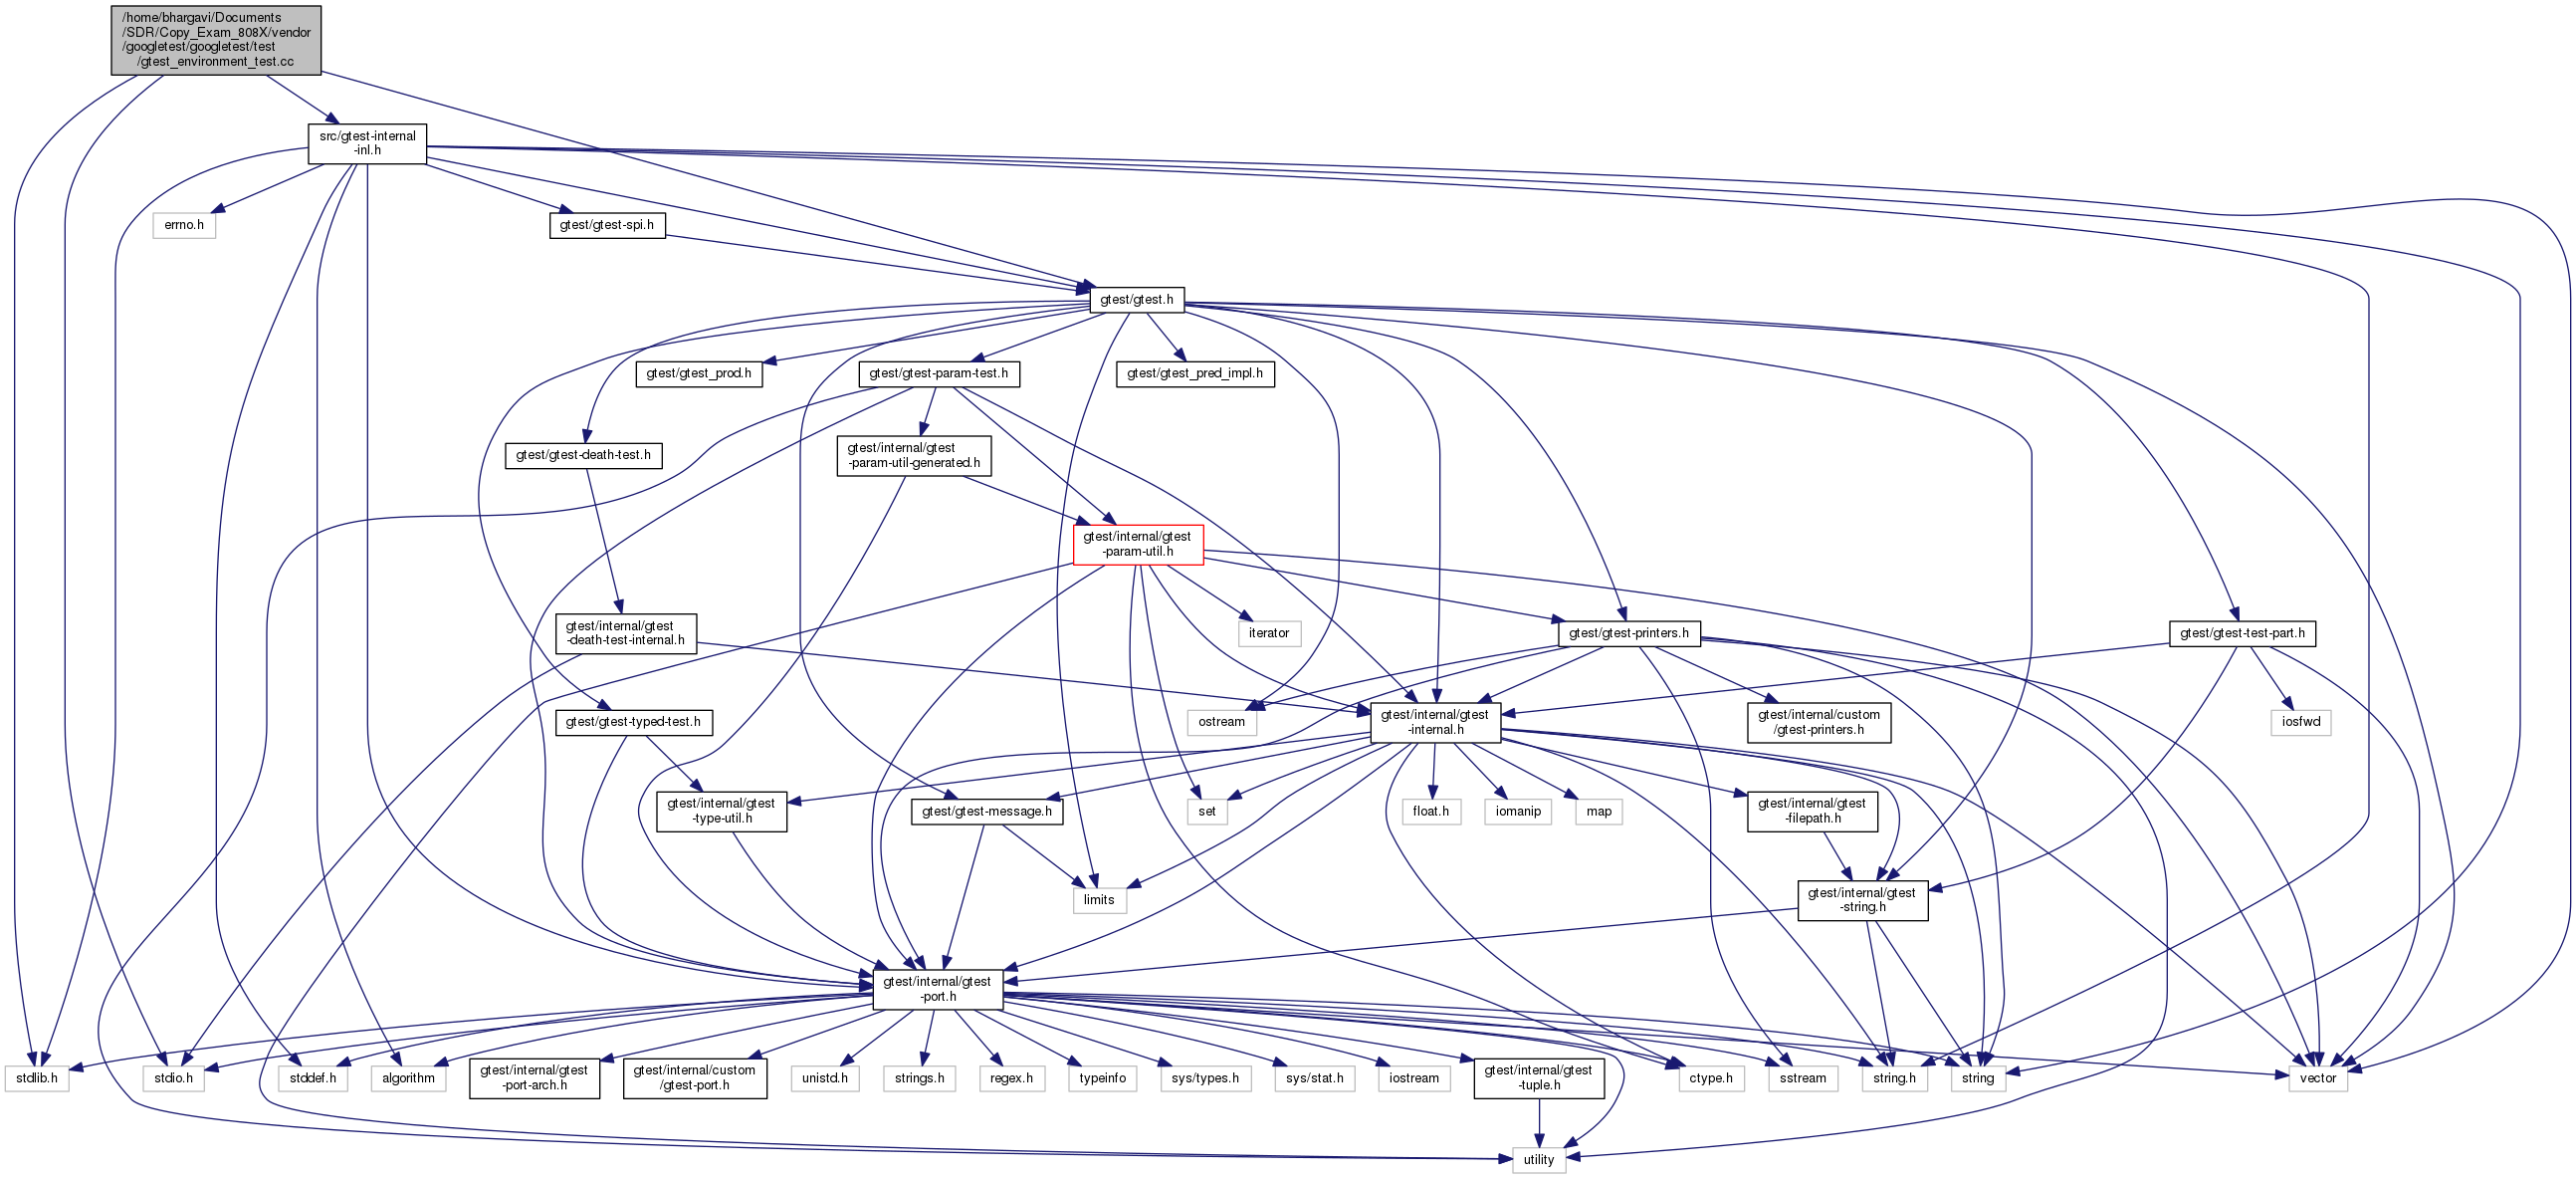 /home/bhargavi/Documents
/SDR/Copy_Exam_808X/vendor
/googletest/googletest/test
/gtest_environment_test.cc
src/gtest-internal
-inl.h
errno.h
gtest/gtest-spi.h
gtest/gtest.h
gtest/gtest_prod.h
gtest/gtest-param-test.h
gtest/gtest_pred_impl.h
gtest/gtest-death-test.h
gtest/internal/gtest
-param-util-generated.h
gtest/internal/gtest
-param-util.h
gtest/internal/gtest
-death-test-internal.h
iterator
gtest/gtest-printers.h
gtest/gtest-test-part.h
gtest/gtest-typed-test.h
ostream
gtest/internal/gtest
-internal.h
gtest/internal/custom
/gtest-printers.h
iosfwd
gtest/internal/gtest
-type-util.h
gtest/gtest-message.h
set
float.h
iomanip
map
gtest/internal/gtest
-filepath.h
limits
gtest/internal/gtest
-string.h
gtest/internal/gtest
-port.h
stdlib.h
stdio.h
stddef.h
algorithm
gtest/internal/gtest
-port-arch.h
gtest/internal/custom
/gtest-port.h
unistd.h
strings.h
regex.h
typeinfo
sys/types.h
sys/stat.h
iostream
gtest/internal/gtest
-tuple.h
ctype.h
sstream
string.h
string
vector
utility